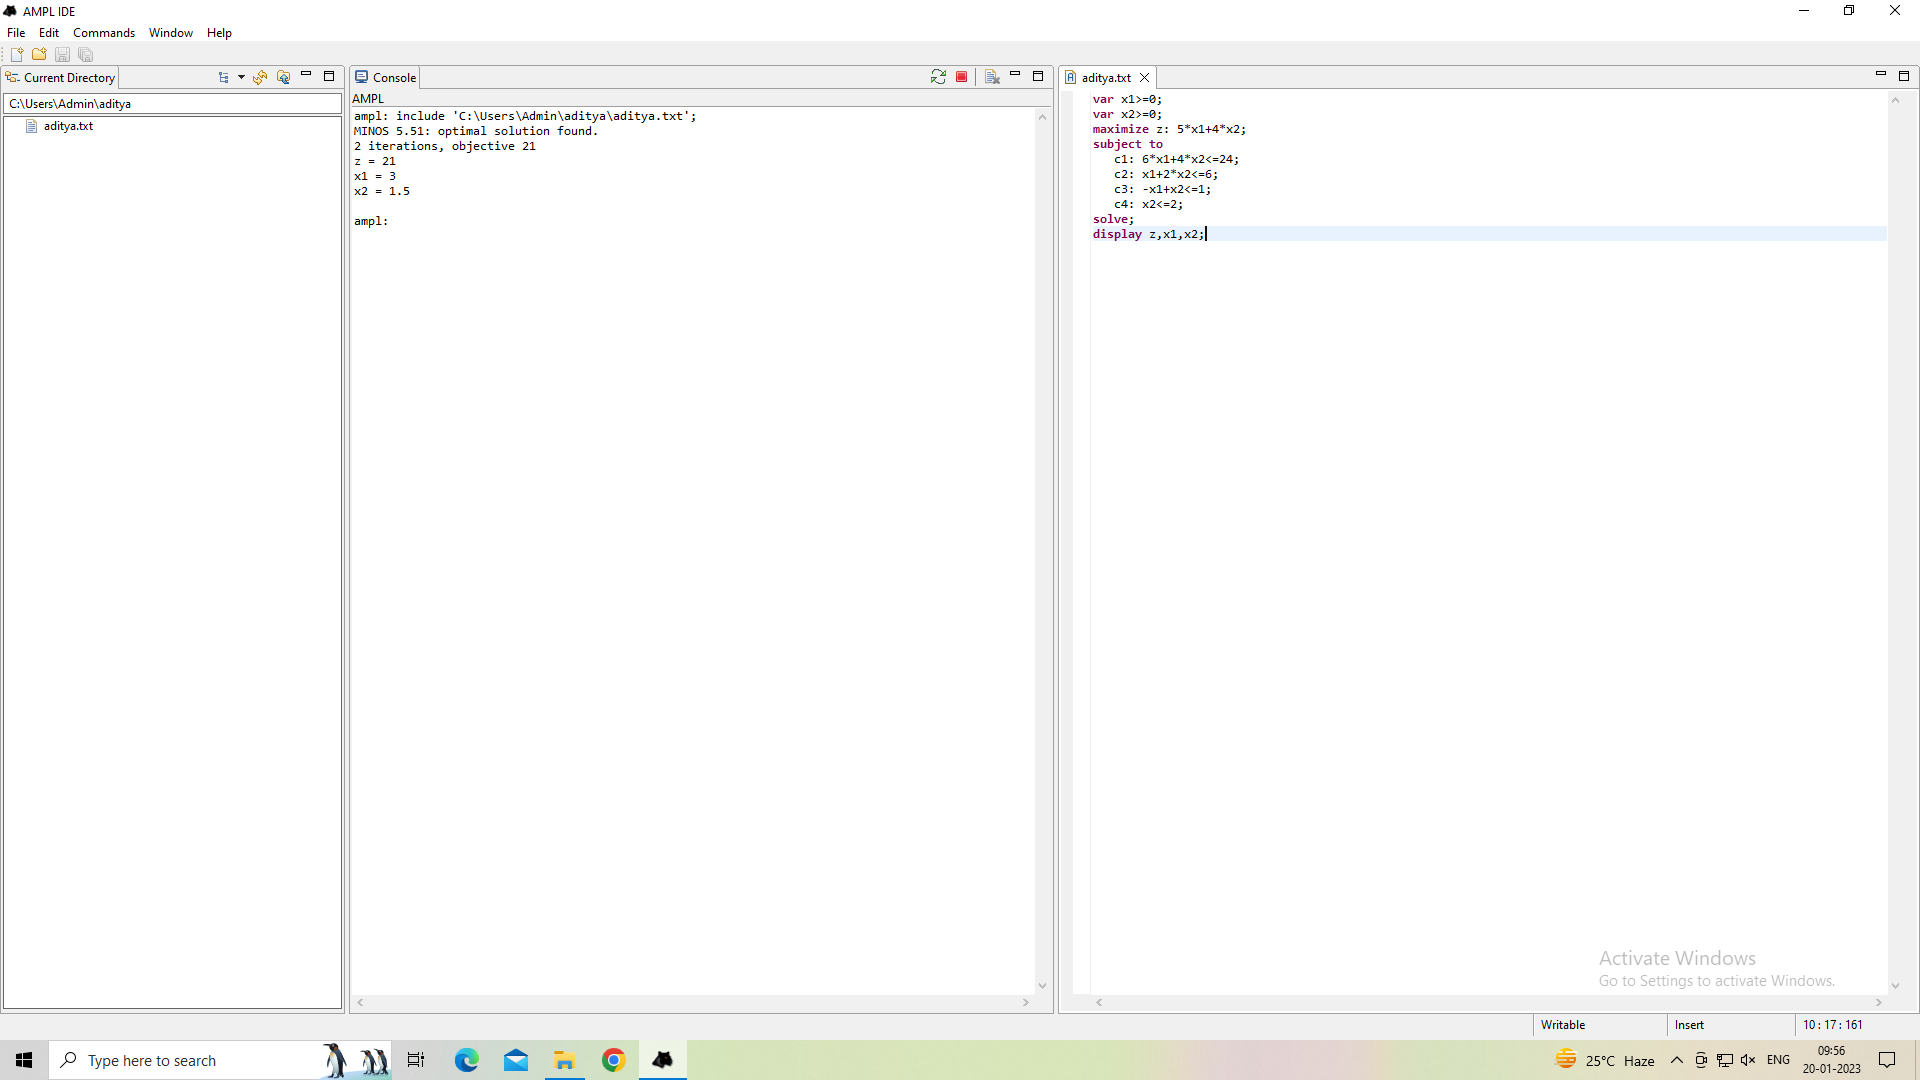 AMPL IDE
File Edit Commands Window Help
Current Directory
C:\Users\Admin\aditya
aditya.txt
Console
AMPL
ampl: include 'C:\Users\Admin\aditya\aditya.txt';
MINOS 5.51: optimal solution found.
2 iterations, objective 21
z = 21
x1 = 3
x2 = 1.5
ampl:
aditya.txt
var x1>=0;
var x2>=0;
maximize z: 5*x1+4*x2;
subject to
c1: 6*x1+4*x2<=24;
c2: x1+2*x2<=6;
c3: -x1+x2<=1;
c4: x2<=2;
solve;
display z,x1,x2;
Activate Windows
Go to Settings to activate Windows.
Writable Insert 10 : 17 : 161
Type here to search
25°C Haze
ENG
09:56
20-01-2023